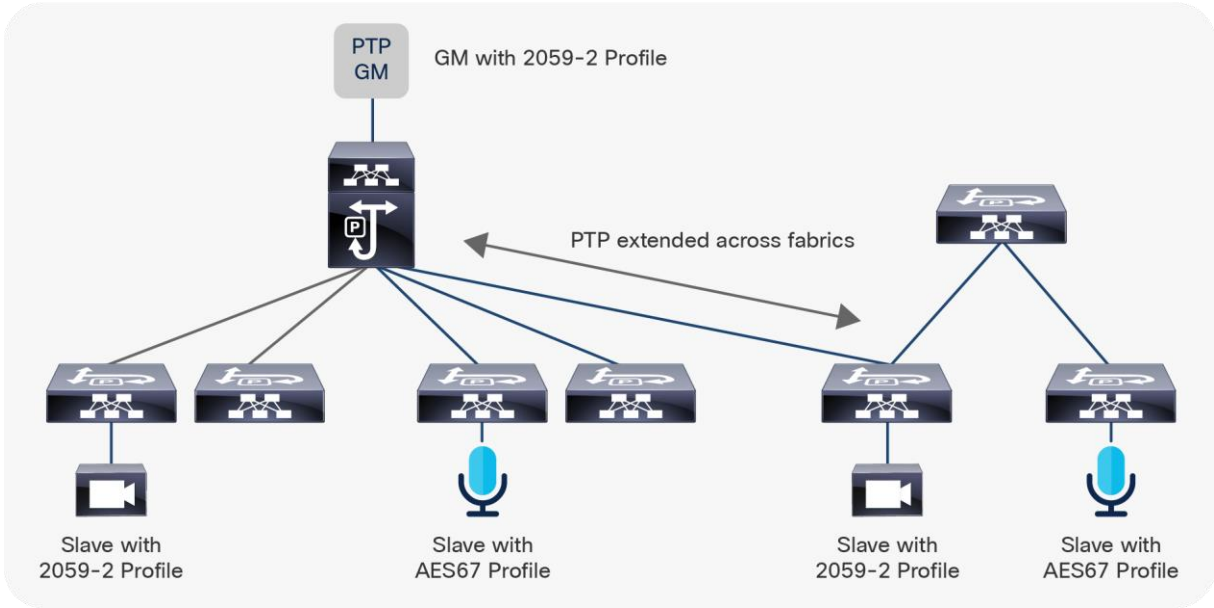 PTP
GM
GM with 2059-2 Profile
P
PTP extended across fabrics
P
P
P
P
P
P
P
Slave with
2059-2 Profile
Slave with
AES67 Profile
Slave with
2059-2 Profile
Slave with
AES67 Profile